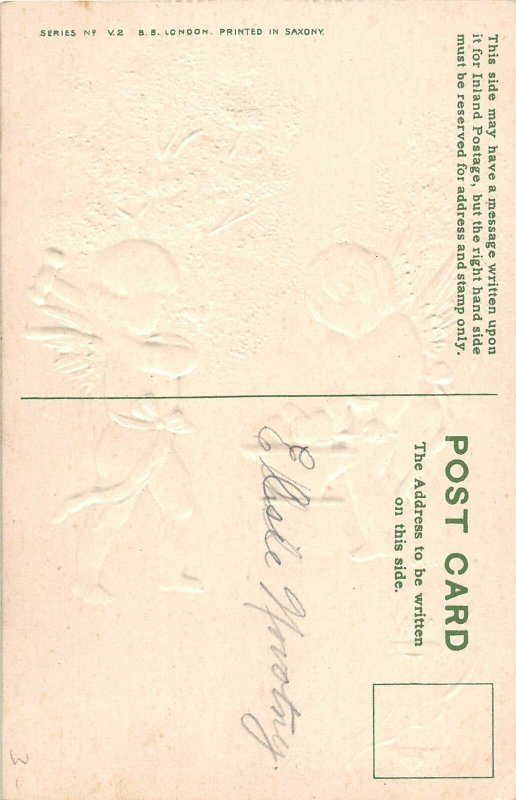 This side may have a message written upon
it for Inland Postage, but the right hand side
must be reserved for address and stamp only.
POST CARD
The Address to be written
on this side.
Novotny.
SERIES Nº V.2 B.B. LONDON. PRINTED IN SAXONY.
3-